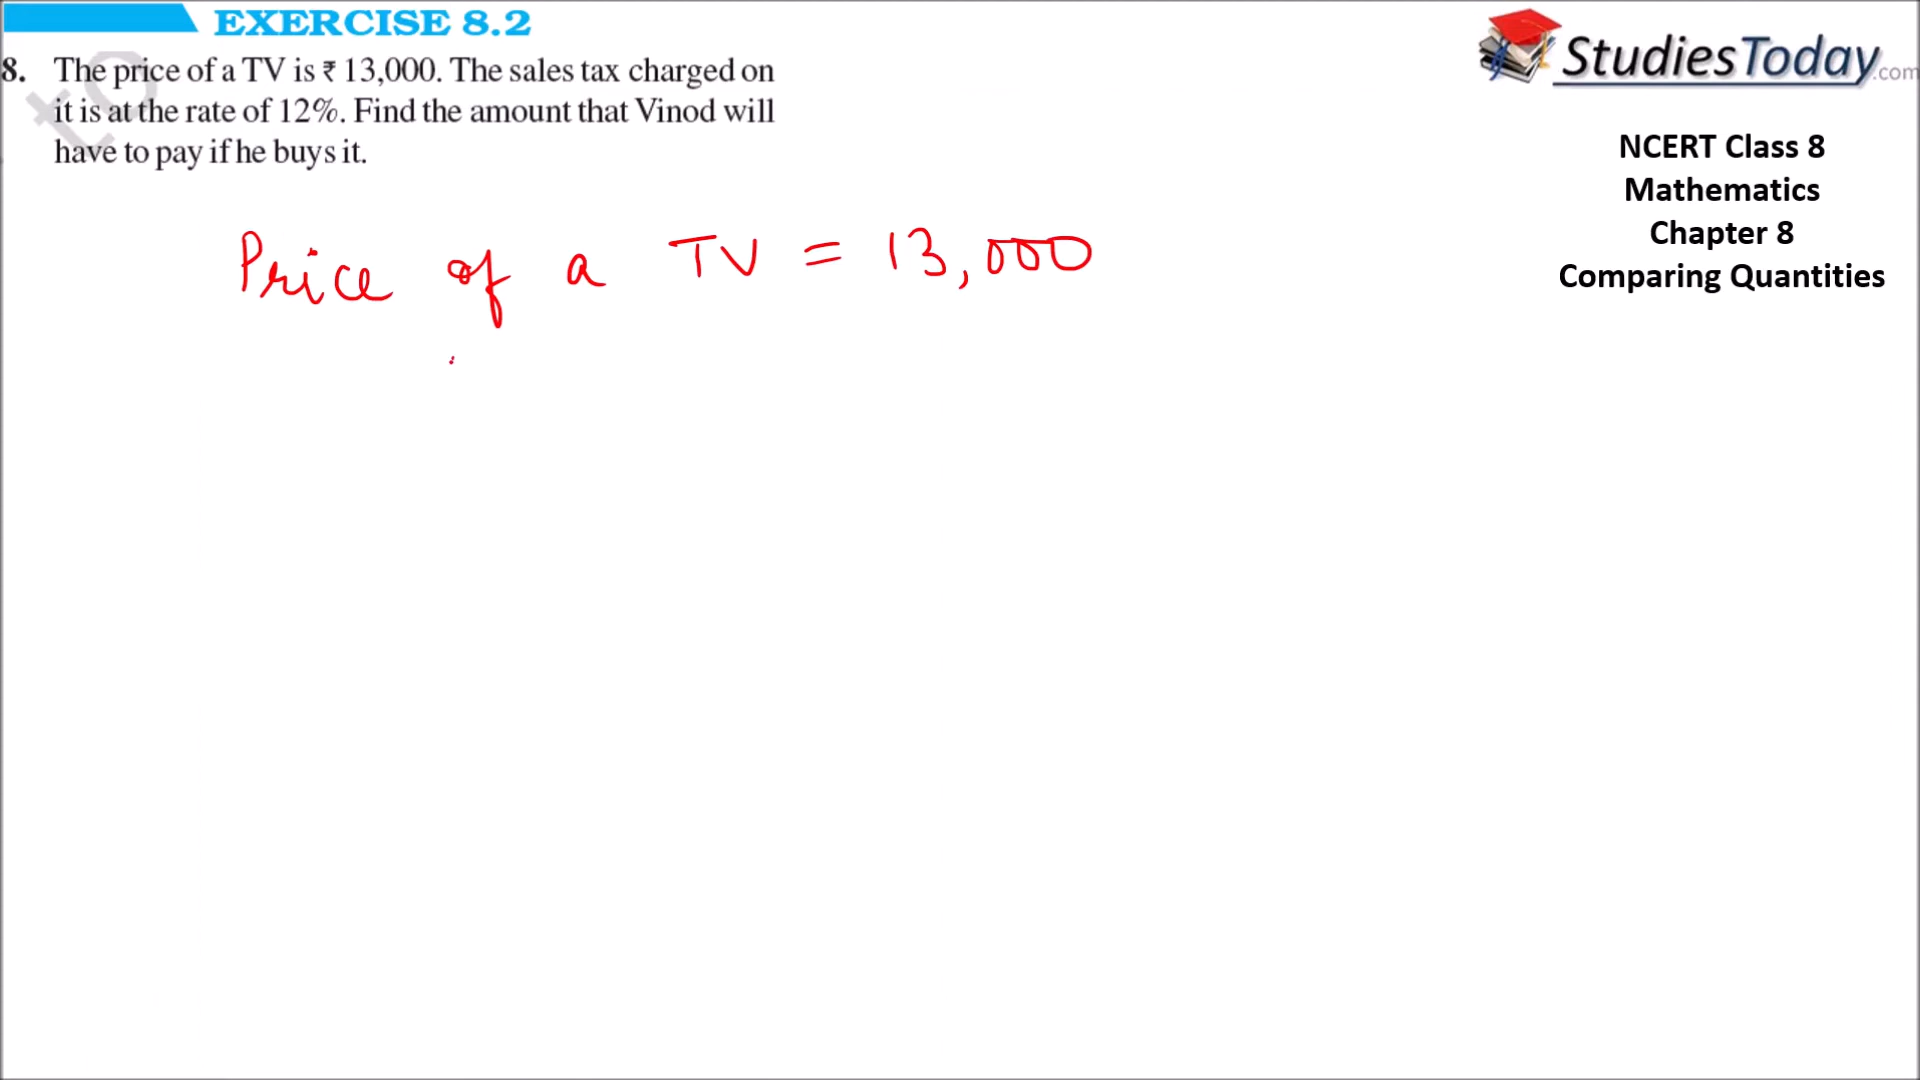 EXERCISE 8.2
8. The price of a TV is ₹ 13,000. The sales tax charged on
it is at the rate of 12%. Find the amount that Vinod will
have to pay if he buys it.
to
StudiesToday.com
NCERT Class 8
Mathematics
Chapter 8
Comparing Quantities
Price of a TV = 13,000